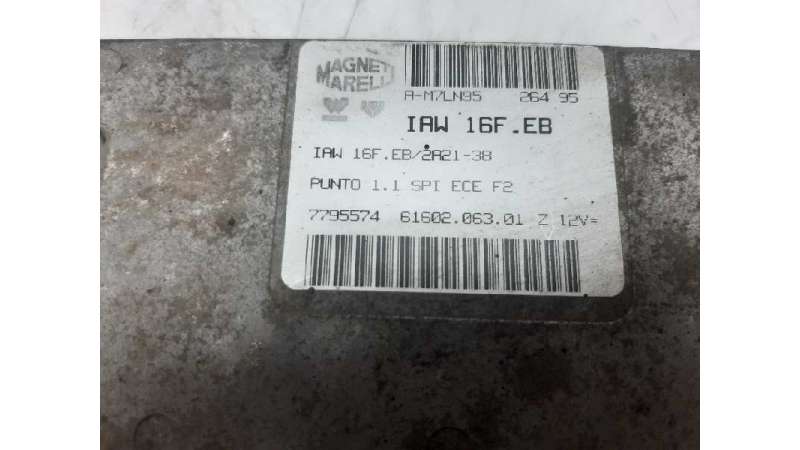 MAGNETI
MARELLI
A-M7LN95 264 95
IAW 16F.EB
IAW 16F.EB/2A21-38
PUNTO 1.1 SPI ECE F2
7795574 61602.063.01 Z 12V=